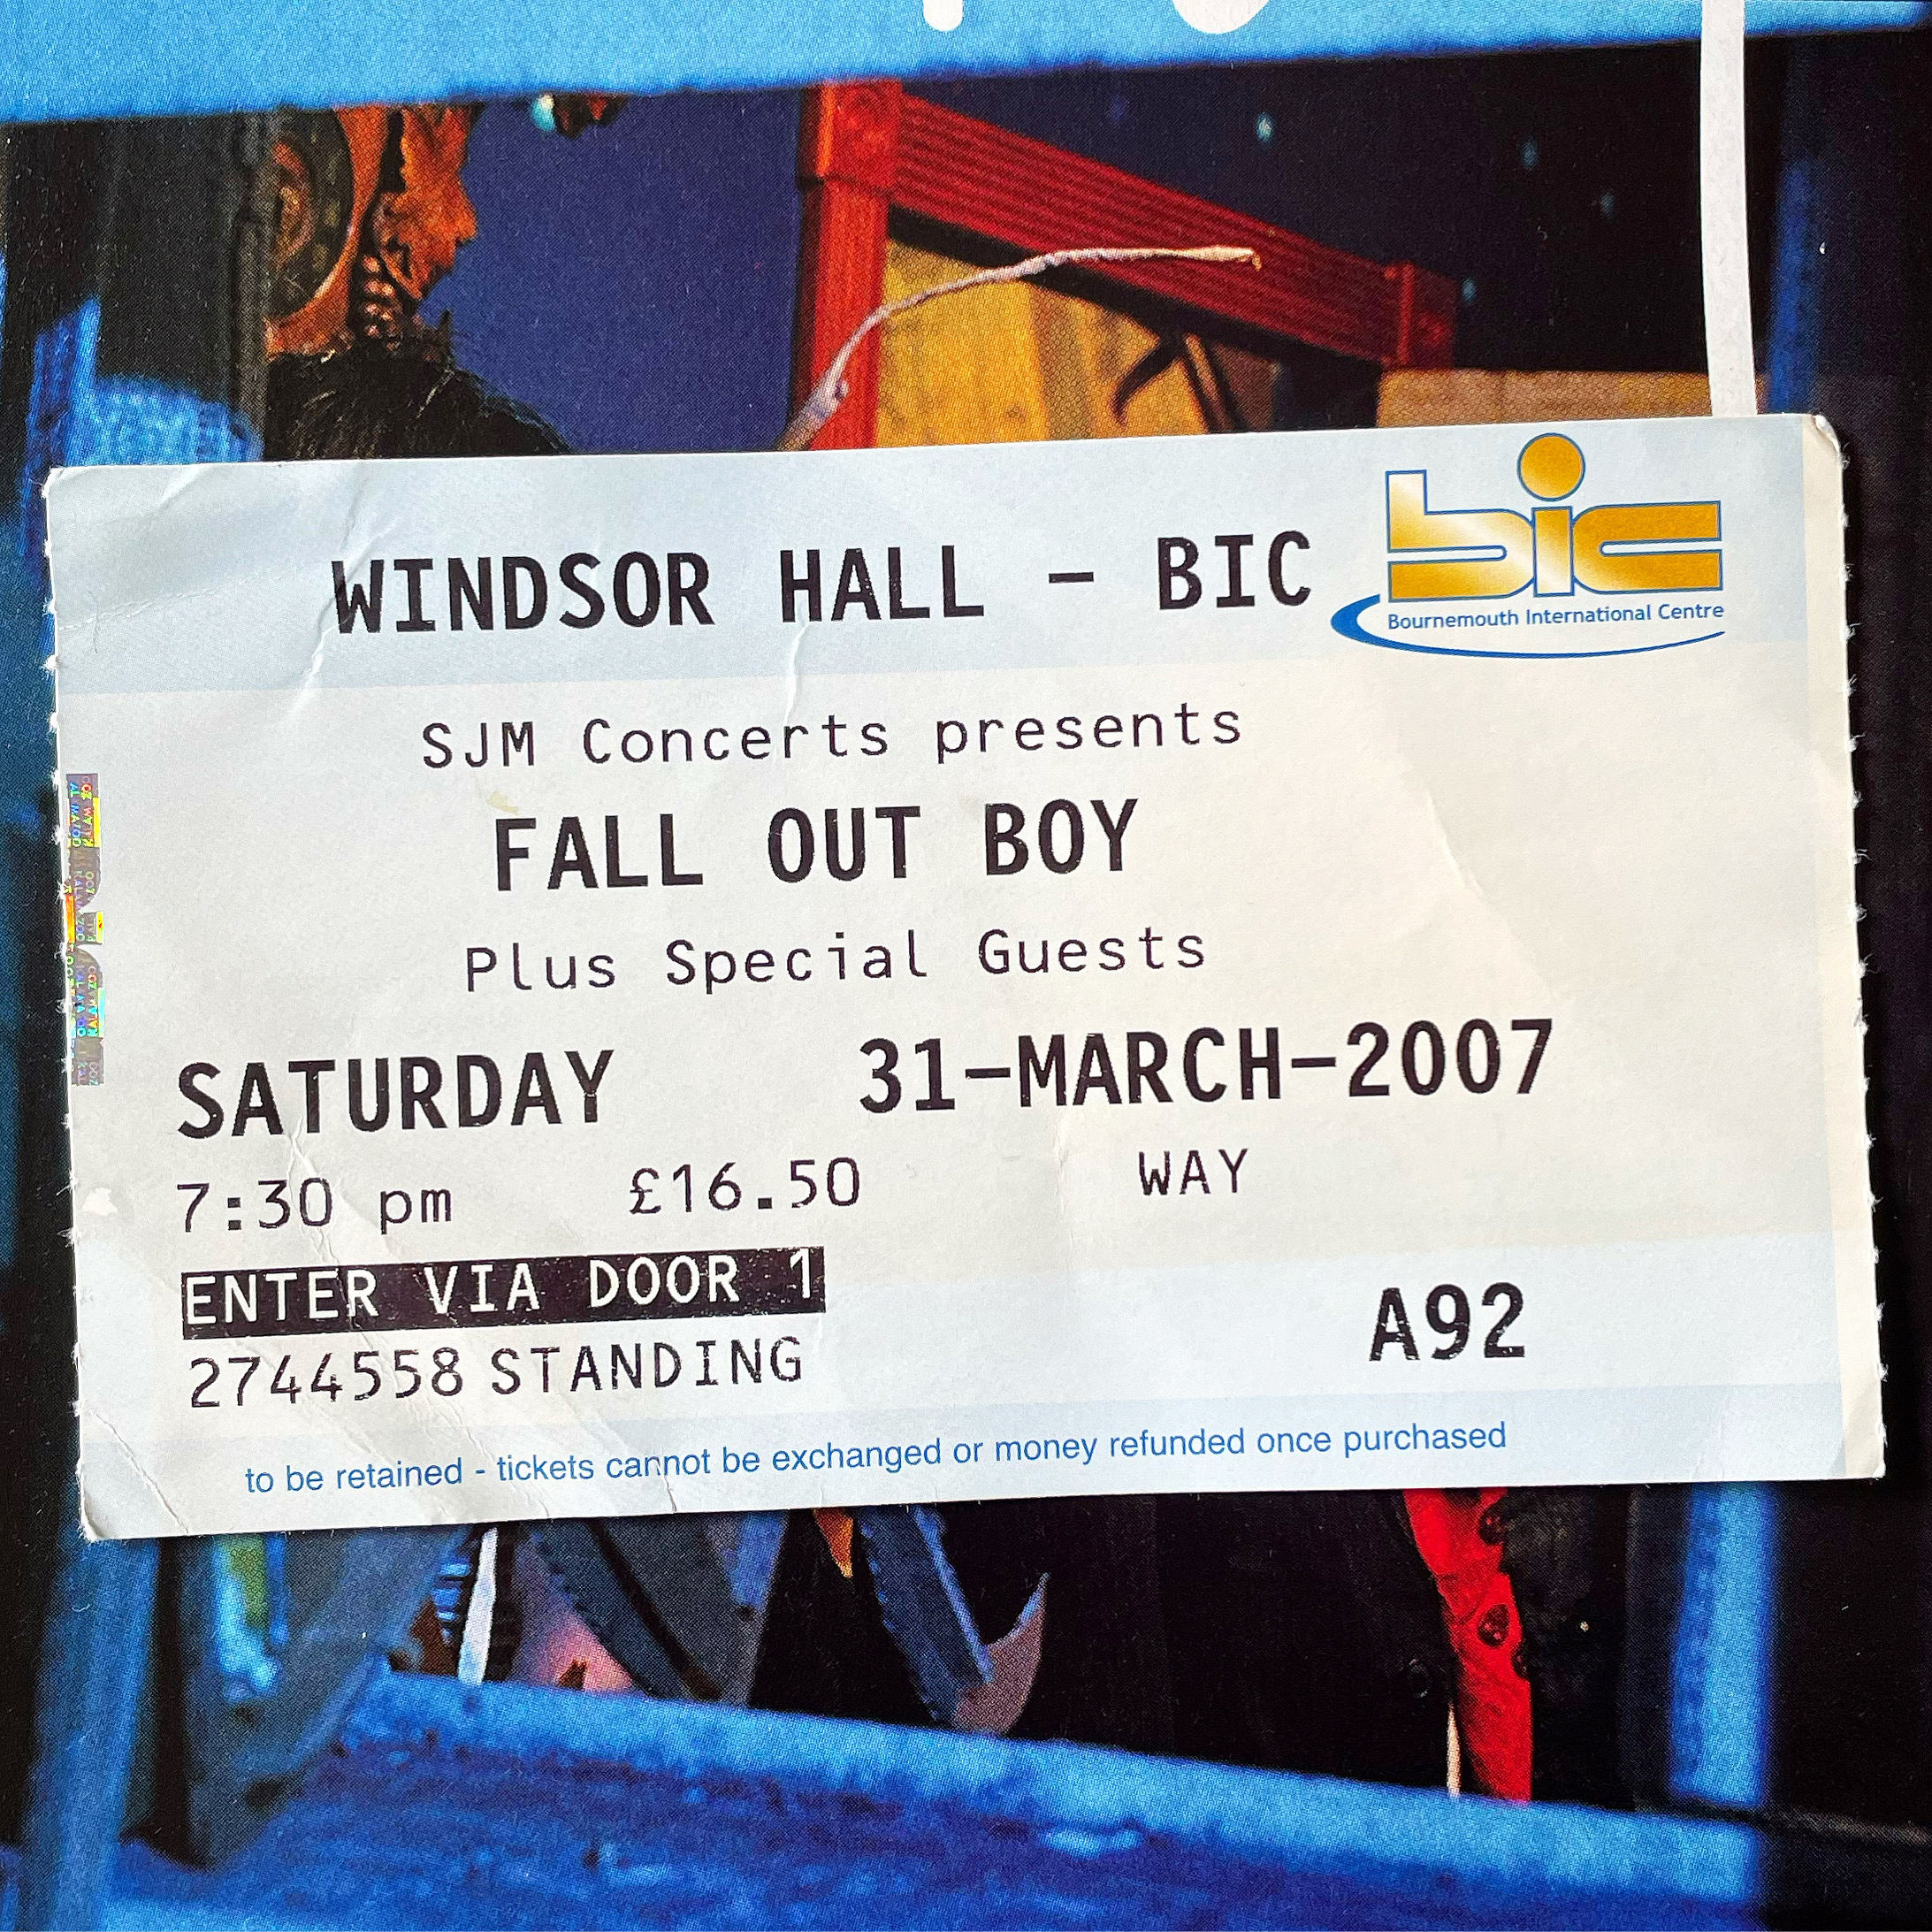 WINDSOR HALL - BIC
bic
Bournemouth International Centre
SJM Concerts presents
FALL OUT BOY
Plus Special Guests
SATURDAY 31-MARCH-2007
7:30 pm £16.50 WAY
ENTER VIA DOOR 1
A92
2744558 STANDING
to be retained - tickets cannot be exchanged or money refunded once purchased